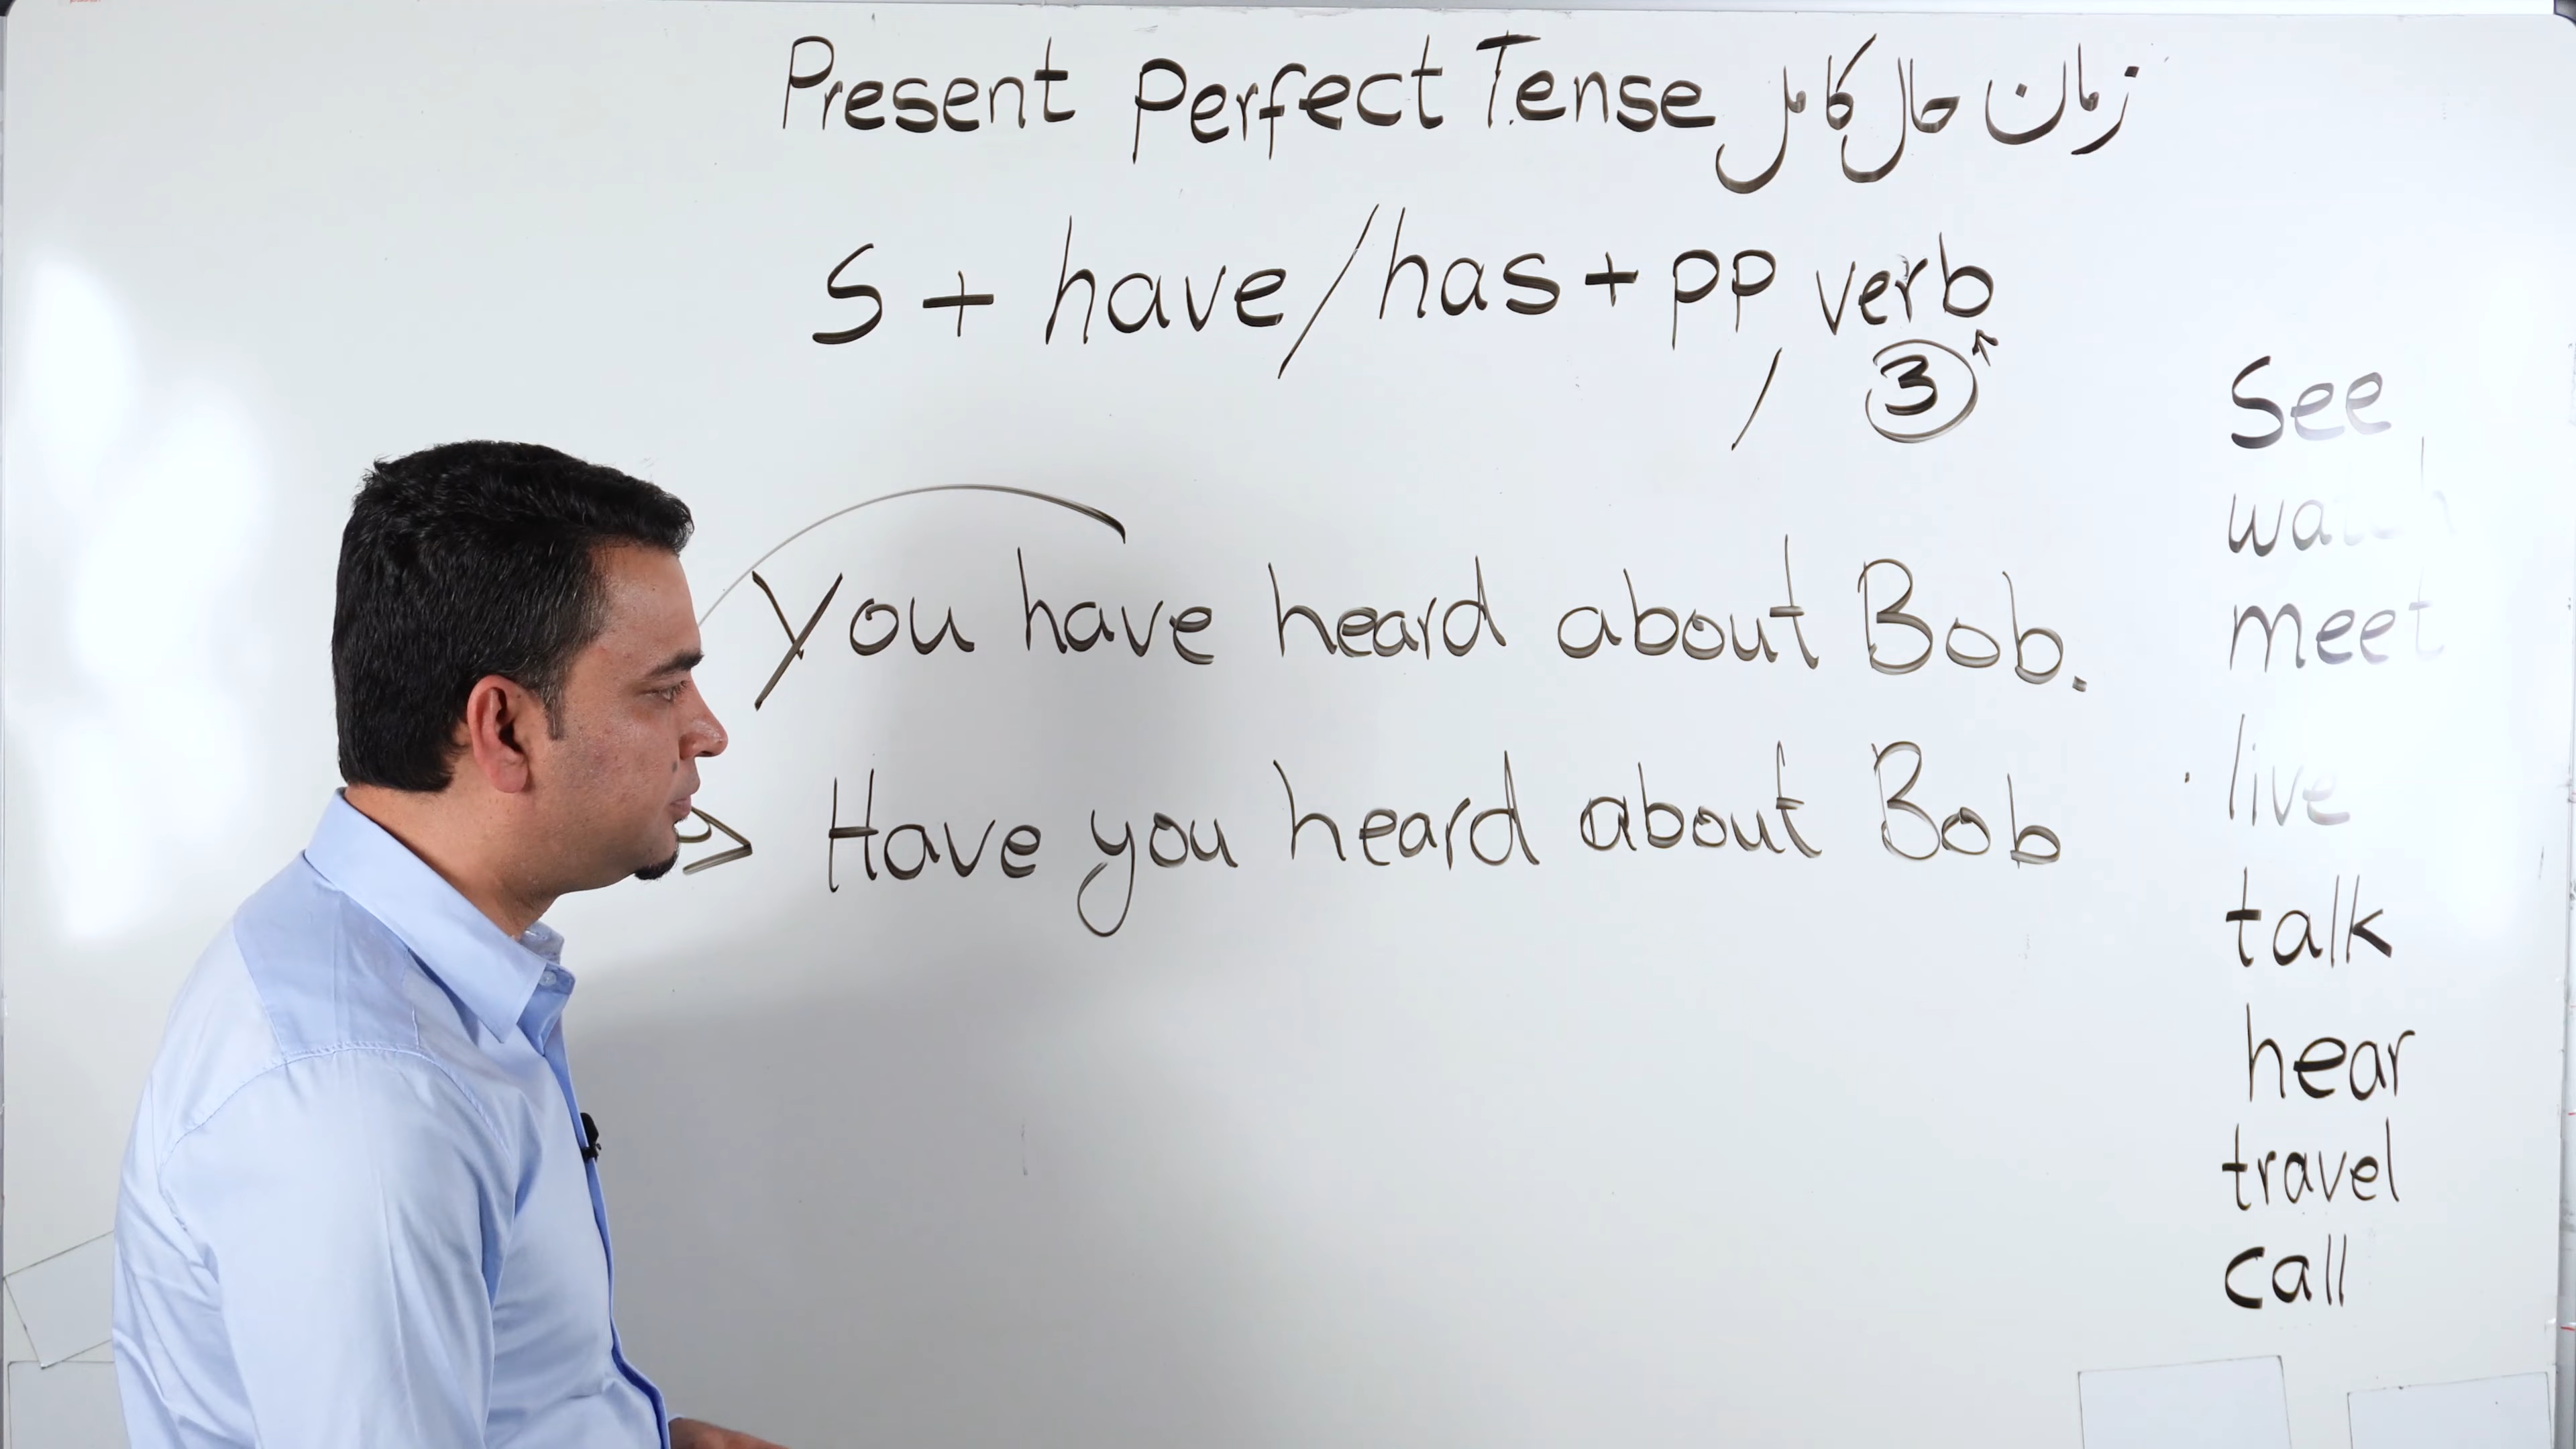 Present Perfect Tense زمان حال کامل
S + have/has + pp verb
/ 3
You have heard about Bob.
Have you heard about Bob
See
watch
meet
live
talk
hear
travel
call